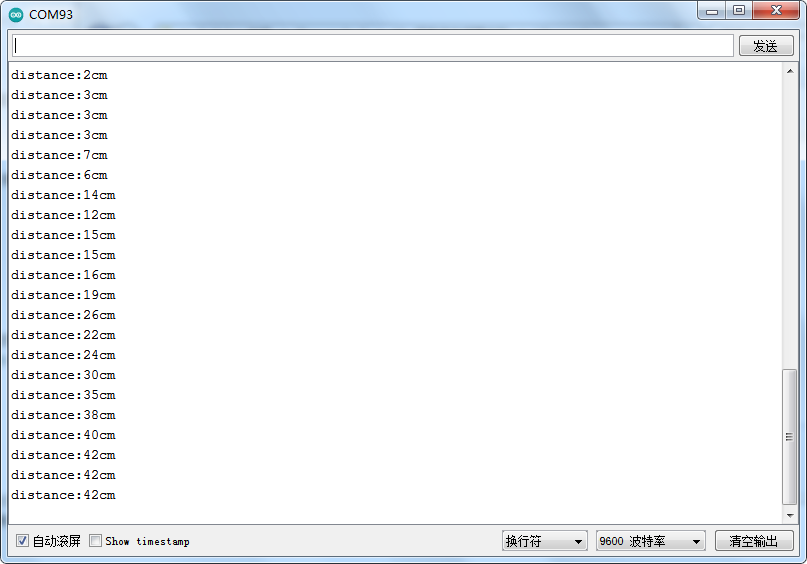 COM93
发送
distance:2cm
distance:3cm
distance:3cm
distance:3cm
distance:7cm
distance:6cm
distance:14cm
distance:12cm
distance:15cm
distance:15cm
distance:16cm
distance:19cm
distance:26cm
distance:22cm
distance:24cm
distance:30cm
distance:35cm
distance:38cm
distance:40cm
distance:42cm
distance:42cm
distance:42cm
自动滚屏 Show timestamp 换行符 9600 波特率 清空输出